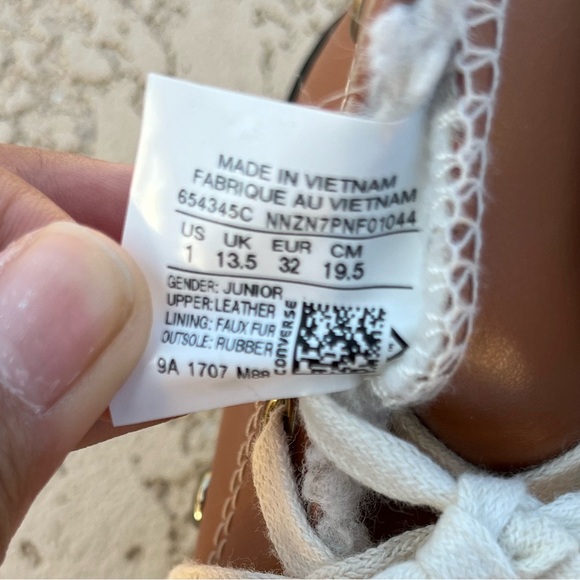 MADE IN VIETNAM
FABRIQUE AU VIETNAM
654345C NNZN7PNF01044
US UK EUR CM
1 13.5 32 19.5
GENDER: JUNIOR
UPPER: LEATHER
LINING: FAUX FUR
OUTSOLE: RUBBER
CONVERSE
9A 1707